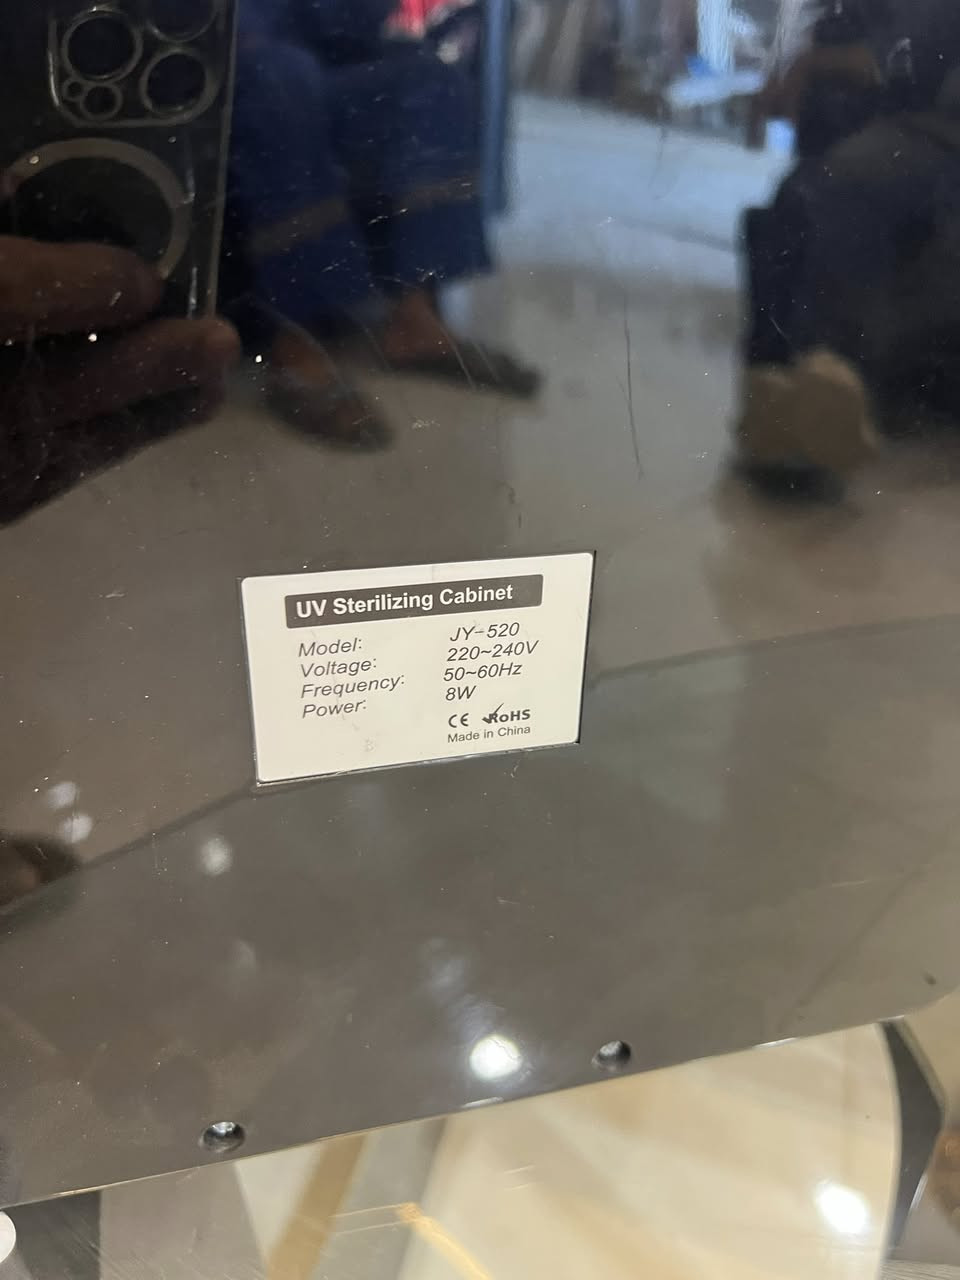 UV Sterilizing Cabinet
Model: JY-520
Voltage: 220~240V
Frequency: 50~60Hz
Power: 8W
CE RoHS
Made in China